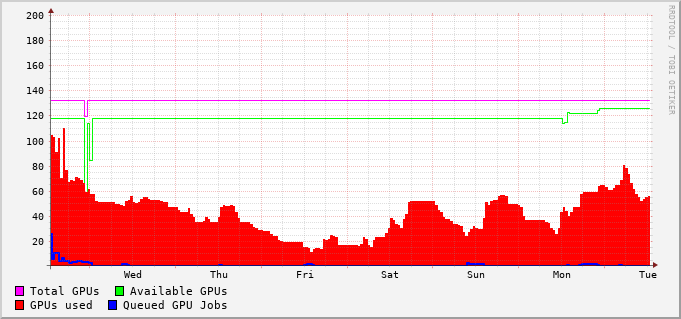 200
180
160
140
120
100
80
60
40
20
Wed Thu Fri Sat Sun Mon Tue
Total GPUs Available GPUs
GPUs used Queued GPU Jobs
RRDTOOL / TOBI OETIKER